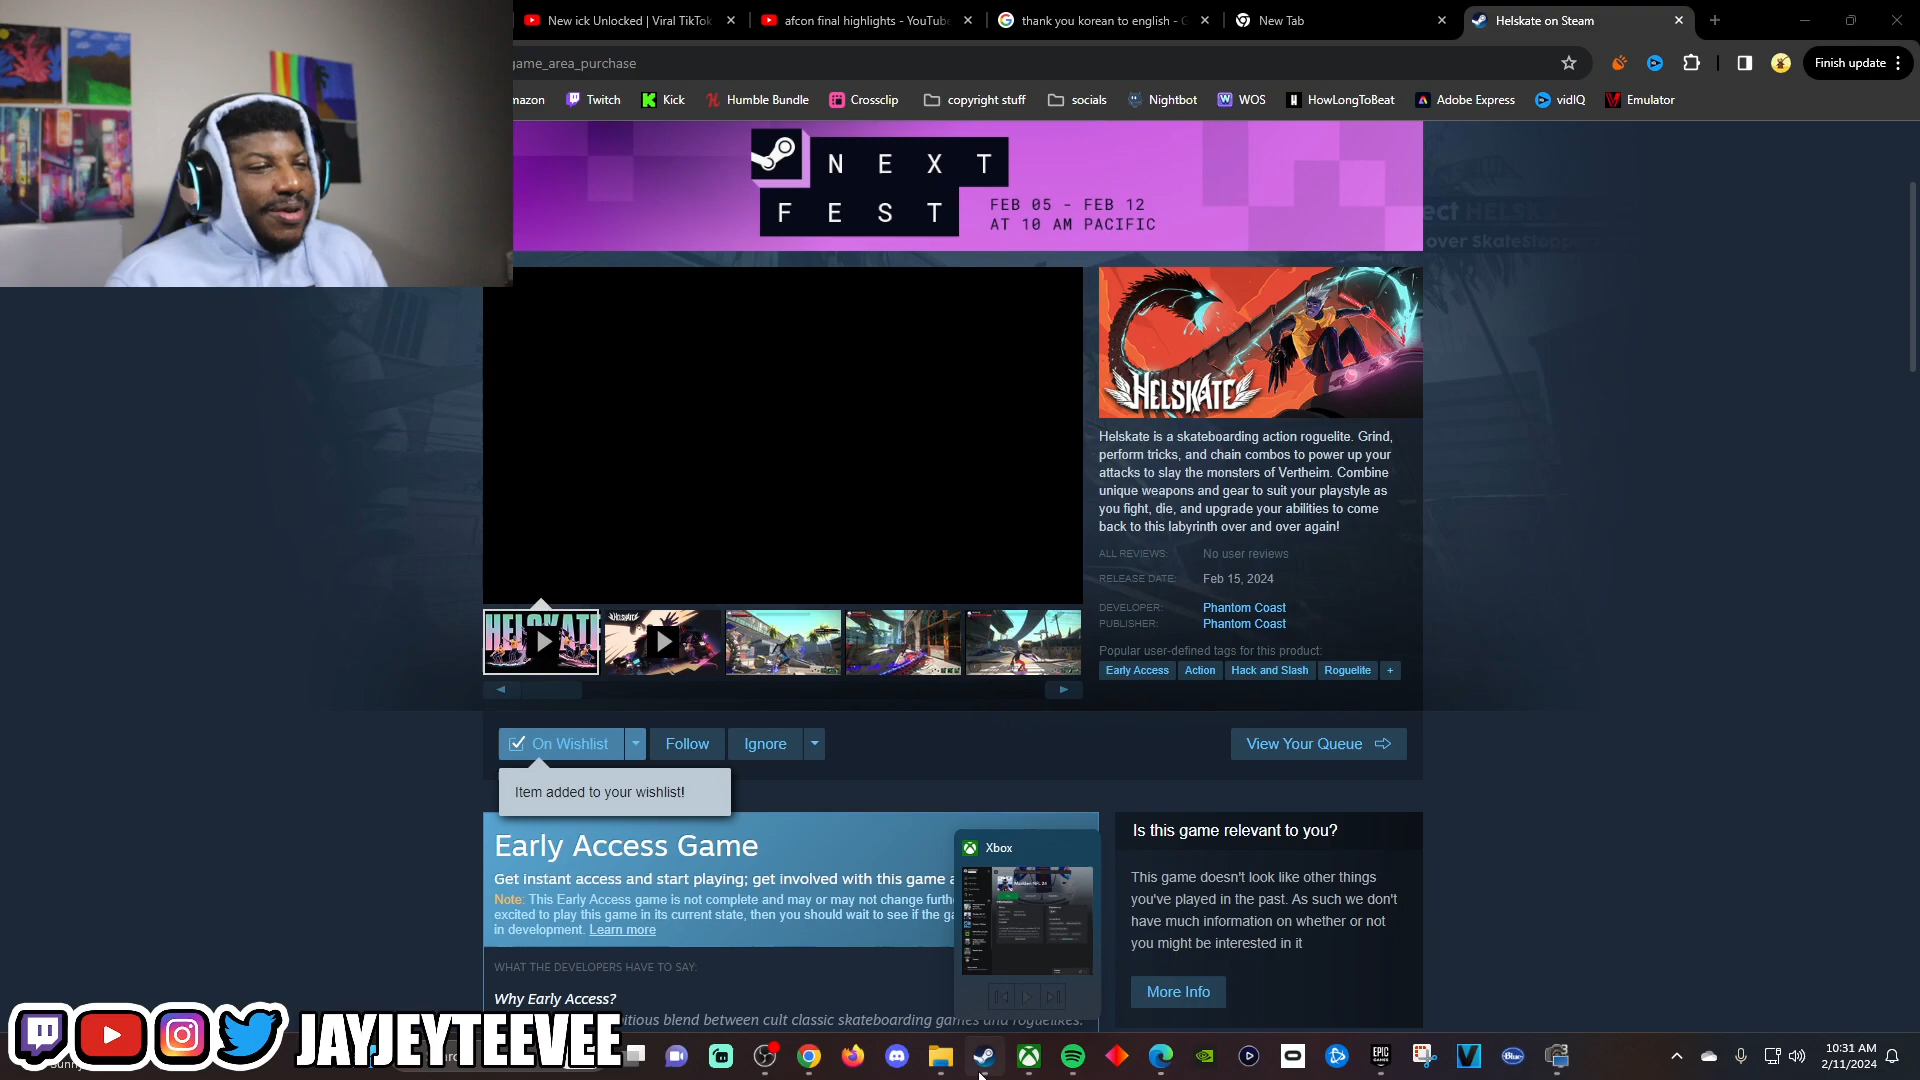 New ick Unlocked | Viral TikTok
afcon final highlights - YouTube
thank you korean to english - G
New Tab
Helskate on Steam
game_area_purchase
Finish update
mazon
Twitch
Kick
Humble Bundle
Crossclip
copyright stuff
socials
Nightbot
WOS
HowLongToBeat
Adobe Express
vidIQ
Emulator
NEXT
FEST
FEB 05 - FEB 12
AT 10 AM PACIFIC
HELSKATE
Helskate is a skateboarding action roguelite. Grind,
perform tricks, and chain combos to power up your
attacks to slay the monsters of Vertheim. Combine
unique weapons and gear to suit your playstyle as
you fight, die, and upgrade your abilities to come
back to this labyrinth over and over again!
ALL REVIEWS: No user reviews
RELEASE DATE: Feb 15, 2024
DEVELOPER: Phantom Coast
PUBLISHER: Phantom Coast
Popular user-defined tags for this product:
Early Access Action Hack and Slash Roguelite +
HELSKATE
HELSKATE
On Wishlist
Follow
Ignore
View Your Queue
Item added to your wishlist!
Early Access Game
Get instant access and start playing; get involved with this game a
Note: This Early Access game is not complete and may or may not change furth
excited to play this game in its current state, then you should wait to see if the ga
in development. Learn more
WHAT THE DEVELOPERS HAVE TO SAY:
Why Early Access?
itious blend between cult classic skateboarding games and roguelikes.
Xbox
Is this game relevant to you?
This game doesn't look like other things
you've played in the past. As such we don't
have much information on whether or not
you might be interested in it
More Info
JAYJEYTEEVEE
10:31 AM
2/11/2024